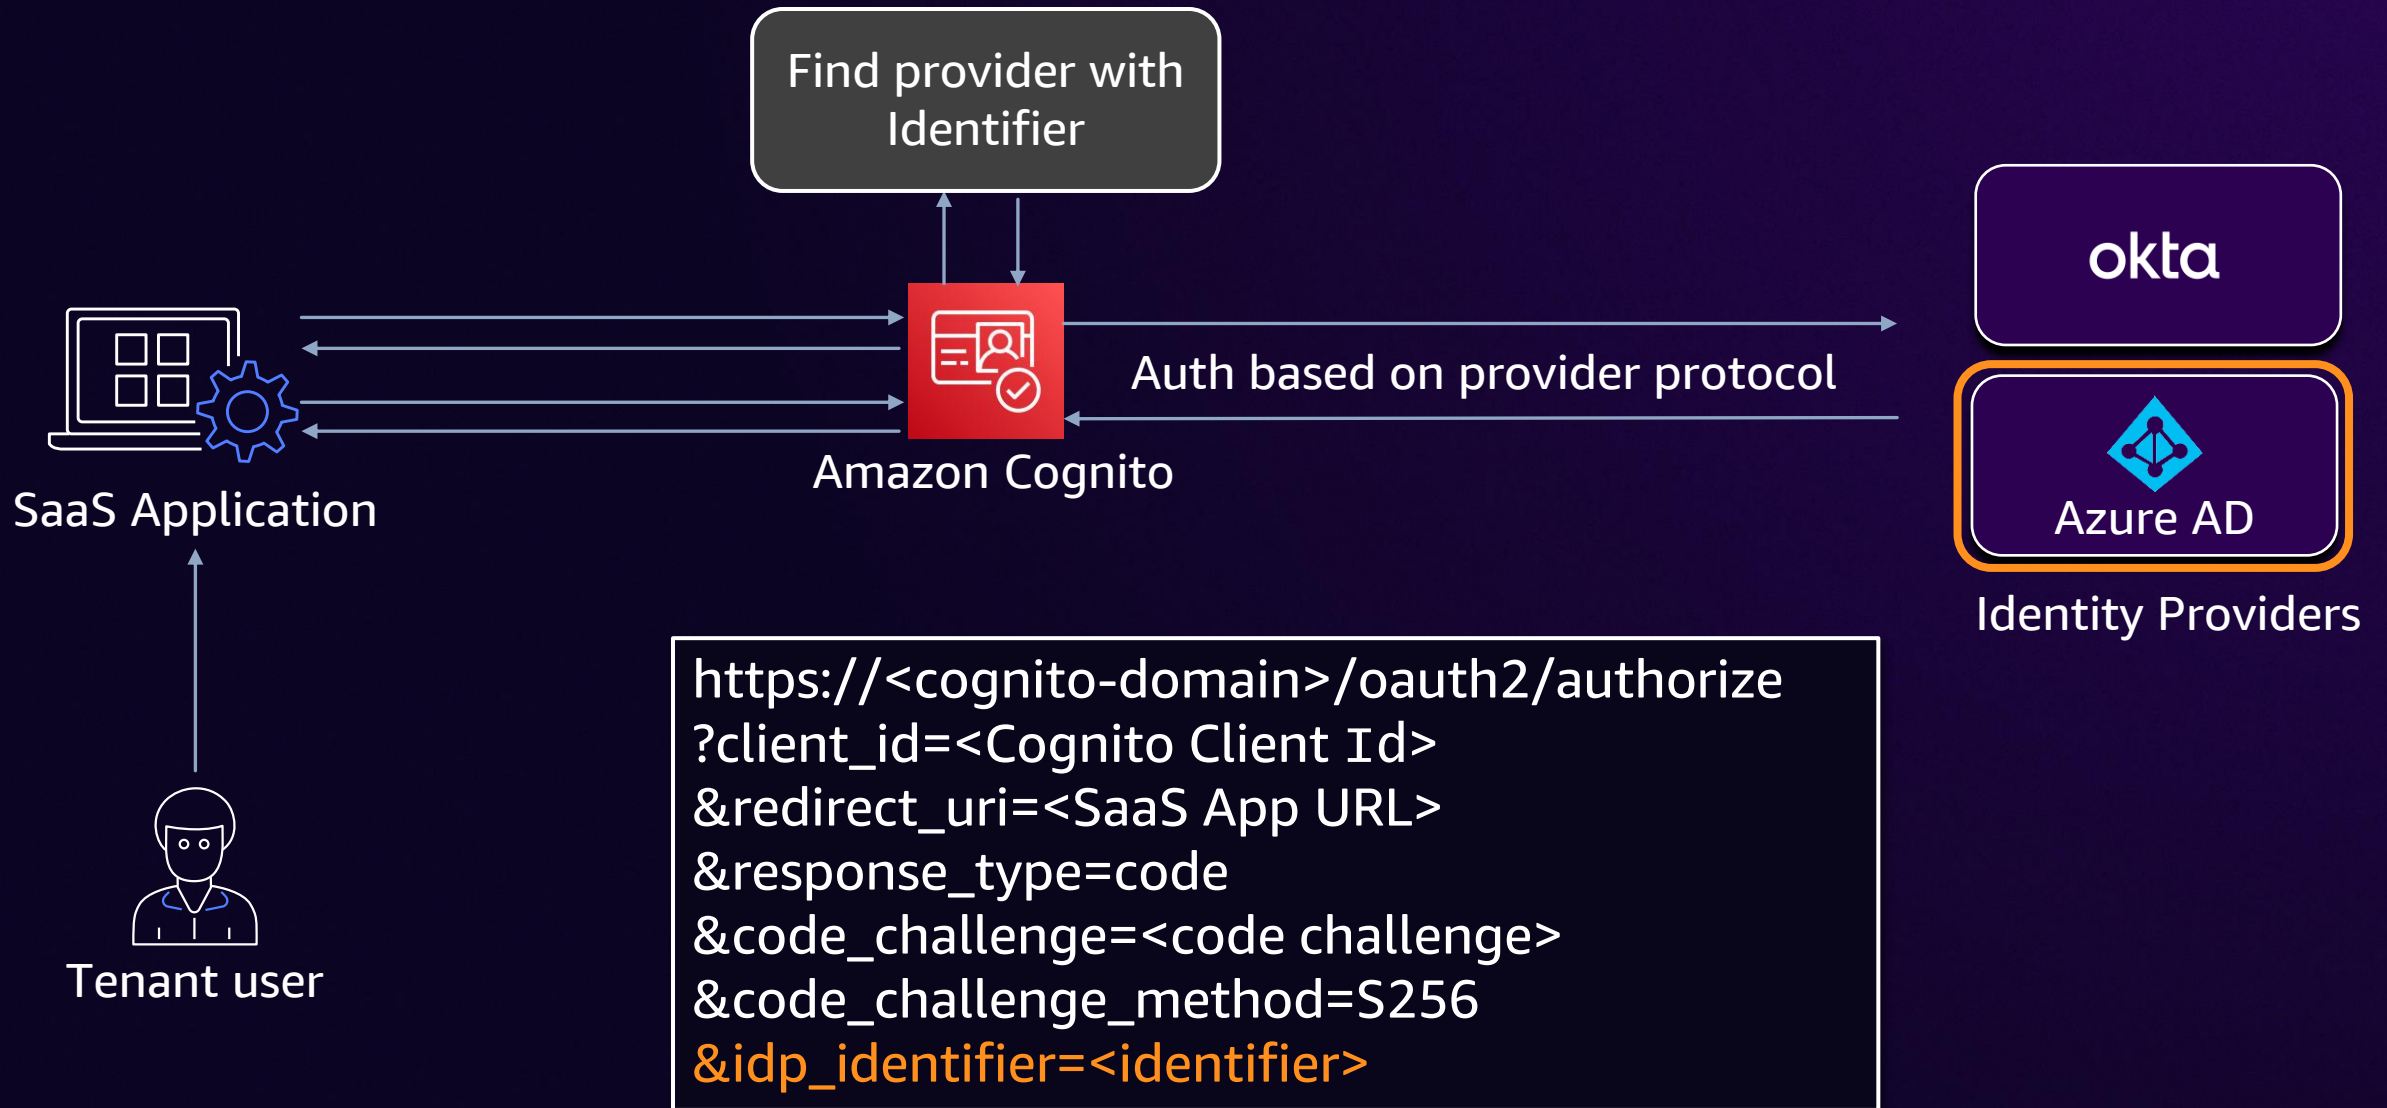 Find provider with
Identifier
okta
Auth based on provider protocol
Azure AD
Amazon Cognito
SaaS Application
Identity Providers
https://<cognito-domain>/oauth2/authorize
?client_id=<Cognito Client Id>
&redirect_uri=<SaaS App URL>
&response_type=code
&code_challenge=<code challenge>
&code_challenge_method=S256
&idp_identifier=<identifier>
Tenant user